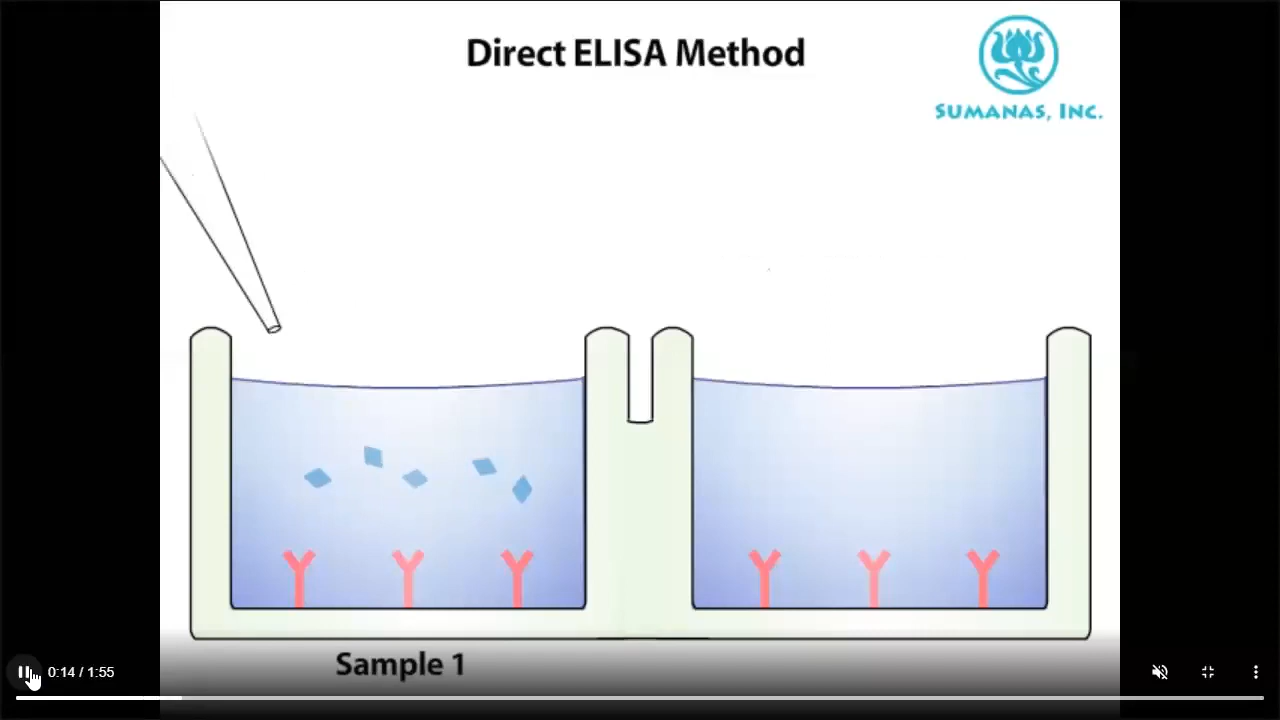 Direct ELISA Method
SUMANAS, INC.
Sample 1
0:14 / 1:55